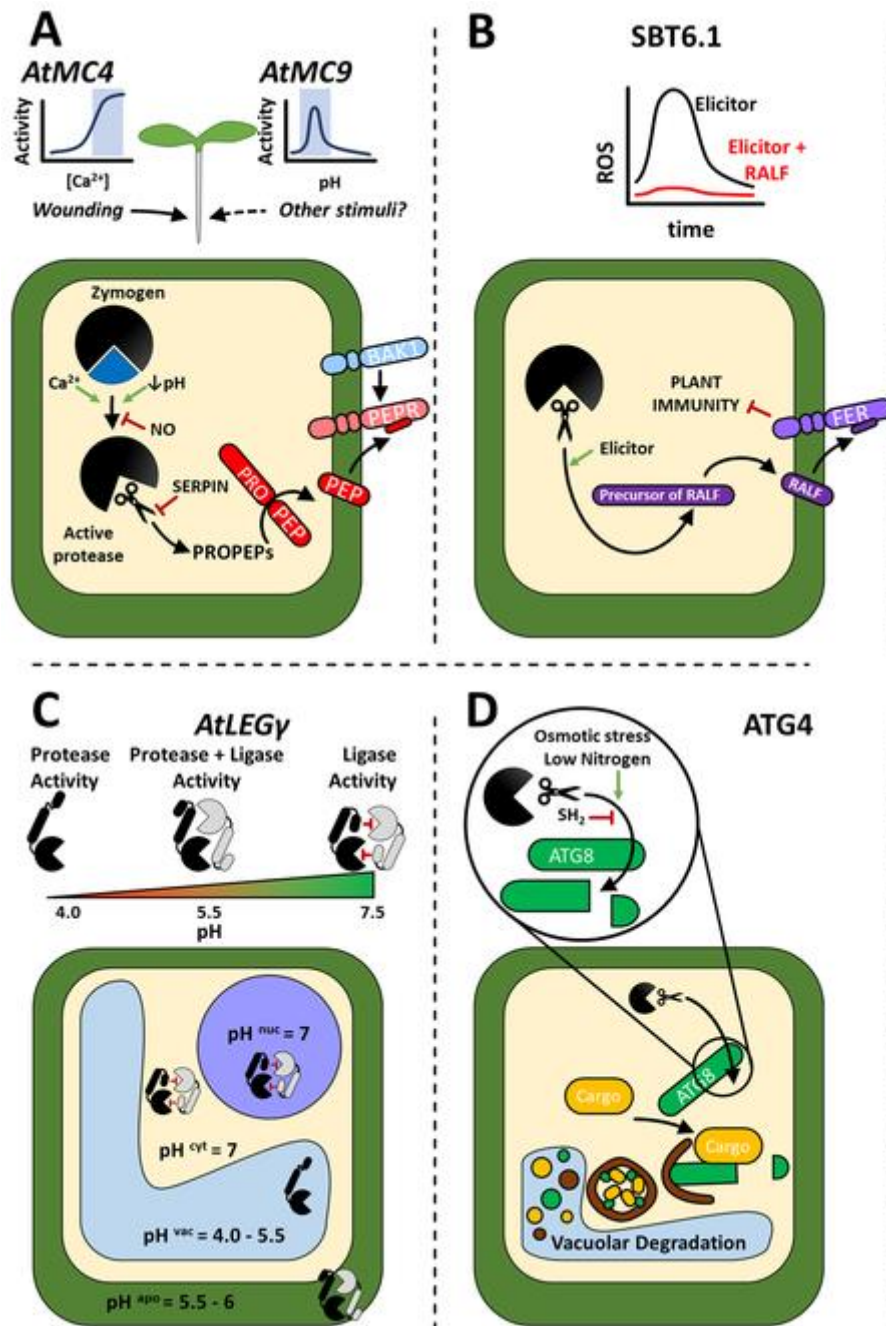 A
AtMC4
AtMC9
Activity
[Ca²⁺]
Activity
pH
Wounding
Other stimuli?
Zymogen
Ca²⁺
↓pH
NO
SERPIN
Active
protease
PROPEPs
PRO
PEP
PEP
BAK1
PEPR
B
SBT6.1
ROS
time
Elicitor
Elicitor +
RALF
PLANT
IMMUNITY
FER
Elicitor
Precursor of RALF
RALF
C
AtLEGγ
Protease
Activity
Protease + Ligase
Activity
Ligase
Activity
4.0
5.5
7.5
pH
pH ⁿᵘᶜ = 7
pH ᶜʸᵗ = 7
pH ᵛᵃᶜ = 4.0 - 5.5
pH ᵃᵖᵒ = 5.5 - 6
D
ATG4
Osmotic stress
Low Nitrogen
SH₂
ATG8
ATG8
Cargo
Cargo
Vacuolar Degradation